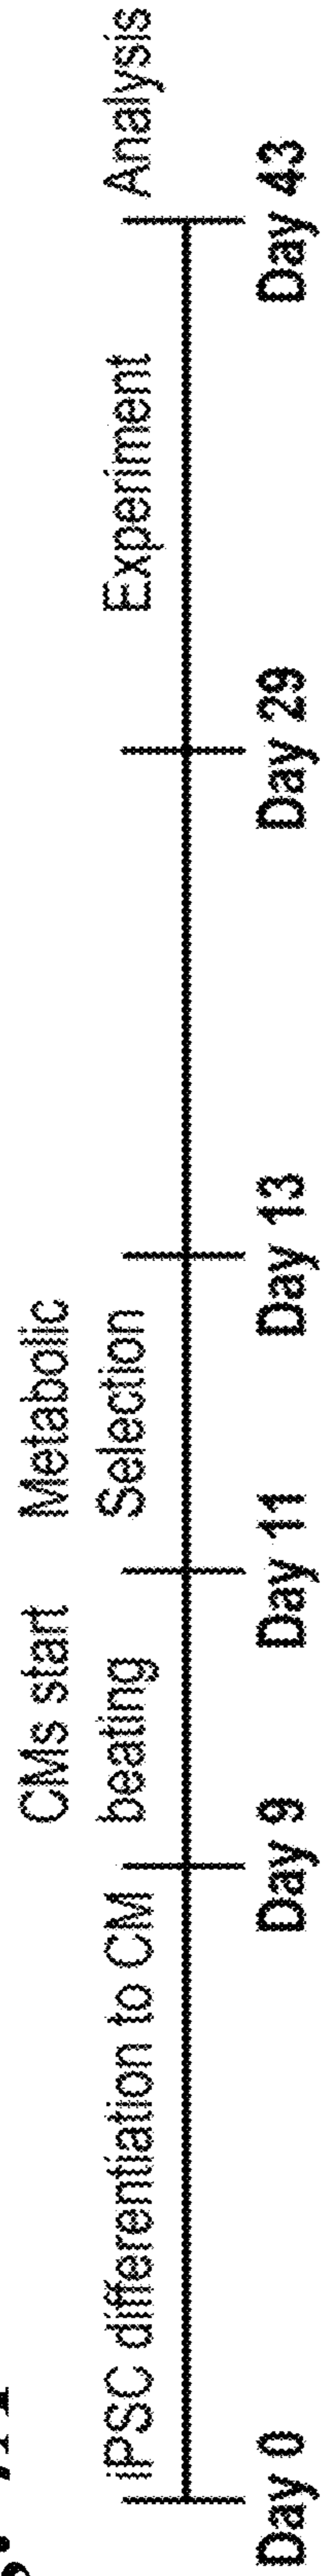 iPSC differentiation to CM
CMs start
beating
Metabolic
Selection
Experiment
Analysis
Day 0
Day 9
Day 11
Day 13
Day 29
Day 43